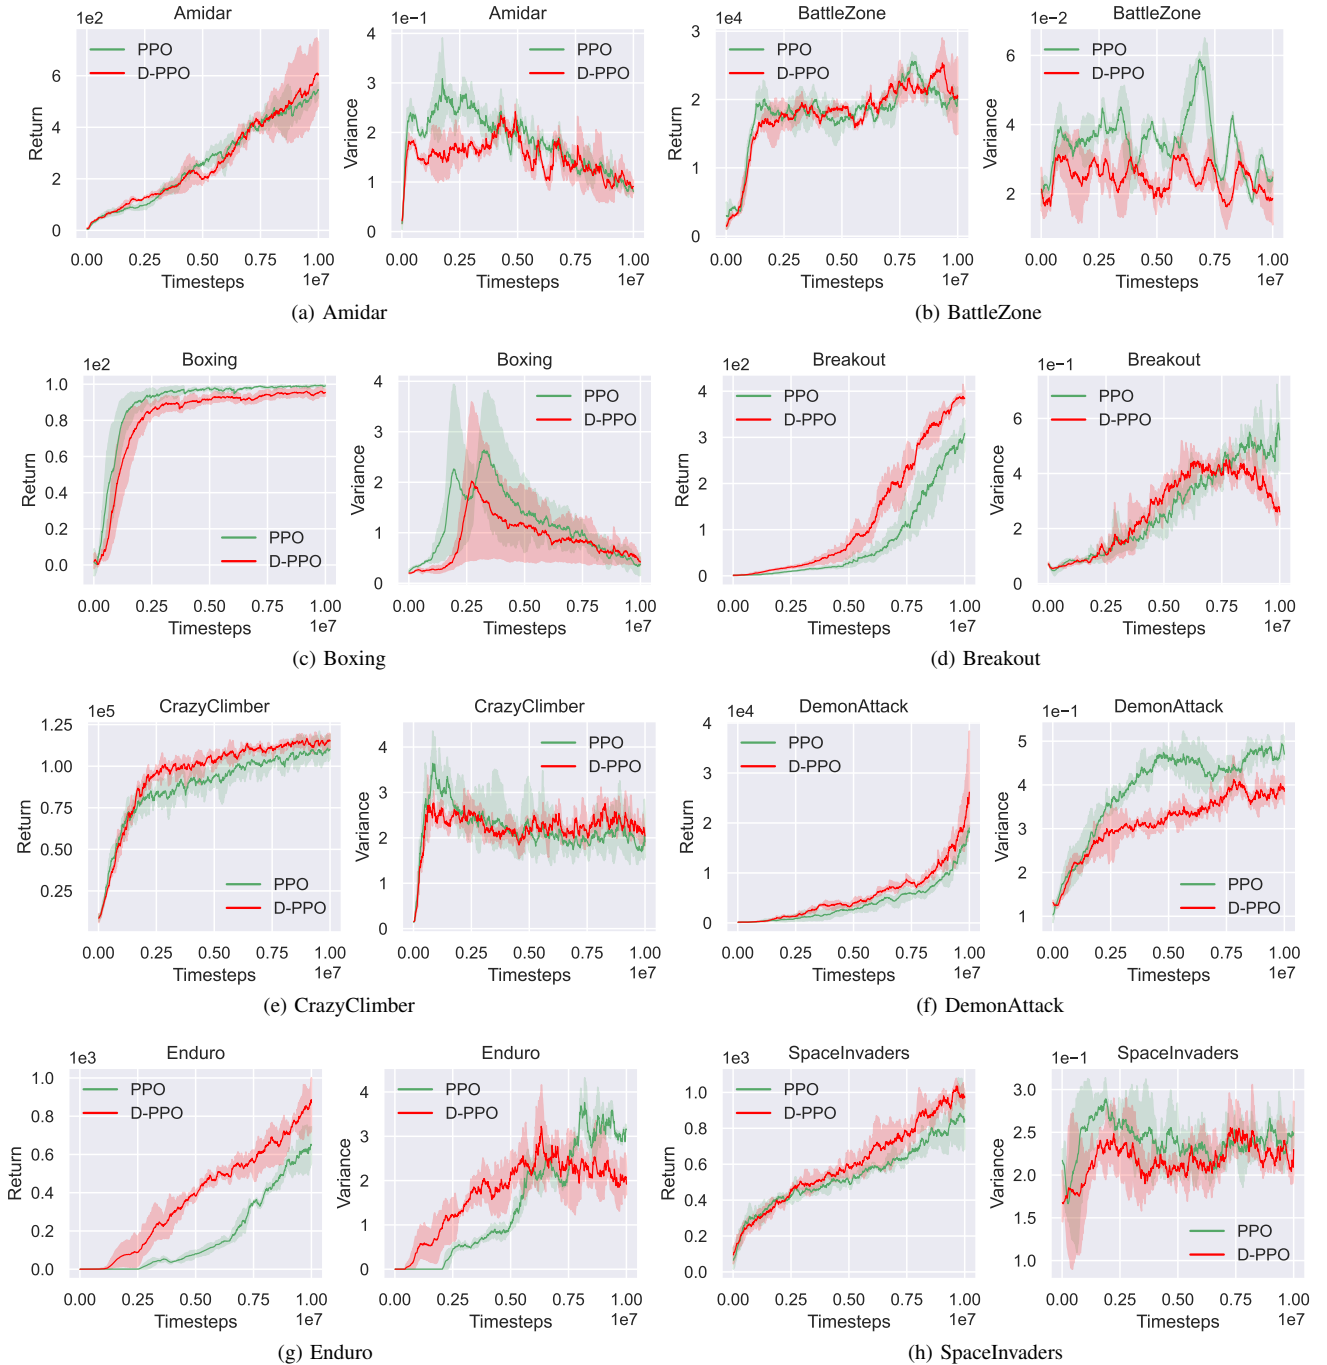 Amidar
1e2
PPO
D-PPO
6
4
2
0
Return
0.00 0.25 0.50 0.75 1.00
Timesteps
1e7
Amidar
1e−1
PPO
D-PPO
4
3
2
1
0
Variance
0.00 0.25 0.50 0.75 1.00
Timesteps
1e7
(a) Amidar
BattleZone
1e4
PPO
D-PPO
3
2
1
0
Return
0.00 0.25 0.50 0.75 1.00
Timesteps
1e7
BattleZone
1e−2
PPO
D-PPO
6
4
2
Variance
0.00 0.25 0.50 0.75 1.00
Timesteps
1e7
(b) BattleZone
Boxing
1e2
1.0
0.8
0.6
0.4
0.2
0.0
Return
PPO
D-PPO
0.00 0.25 0.50 0.75 1.00
Timesteps
1e7
Boxing
4
3
2
1
0
Variance
PPO
D-PPO
0.00 0.25 0.50 0.75 1.00
Timesteps
1e7
(c) Boxing
Breakout
1e2
PPO
D-PPO
4
3
2
1
0
Return
0.00 0.25 0.50 0.75 1.00
Timesteps
1e7
Breakout
1e−1
PPO
D-PPO
6
4
2
0
Variance
0.00 0.25 0.50 0.75 1.00
Timesteps
1e7
(d) Breakout
CrazyClimber
1e5
1.25
1.00
0.75
0.50
0.25
Return
PPO
D-PPO
0.00 0.25 0.50 0.75 1.00
Timesteps
1e7
CrazyClimber
4
3
2
1
0
Variance
PPO
D-PPO
0.00 0.25 0.50 0.75 1.00
Timesteps
1e7
(e) CrazyClimber
DemonAttack
1e4
PPO
D-PPO
4
3
2
1
0
Return
0.00 0.25 0.50 0.75 1.00
Timesteps
1e7
DemonAttack
1e−1
5
4
3
2
1
Variance
PPO
D-PPO
0.00 0.25 0.50 0.75 1.00
Timesteps
1e7
(f) DemonAttack
Enduro
1e3
PPO
D-PPO
1.0
0.8
0.6
0.4
0.2
0.0
Return
0.00 0.25 0.50 0.75 1.00
Timesteps
1e7
Enduro
PPO
D-PPO
4
3
2
1
0
Variance
0.00 0.25 0.50 0.75 1.00
Timesteps
1e7
(g) Enduro
SpaceInvaders
1e3
PPO
D-PPO
1.0
0.8
0.6
0.4
0.2
0.0
Return
0.00 0.25 0.50 0.75 1.00
Timesteps
1e7
SpaceInvaders
1e−1
3.0
2.5
2.0
1.5
1.0
Variance
PPO
D-PPO
0.00 0.25 0.50 0.75 1.00
Timesteps
1e7
(h) SpaceInvaders